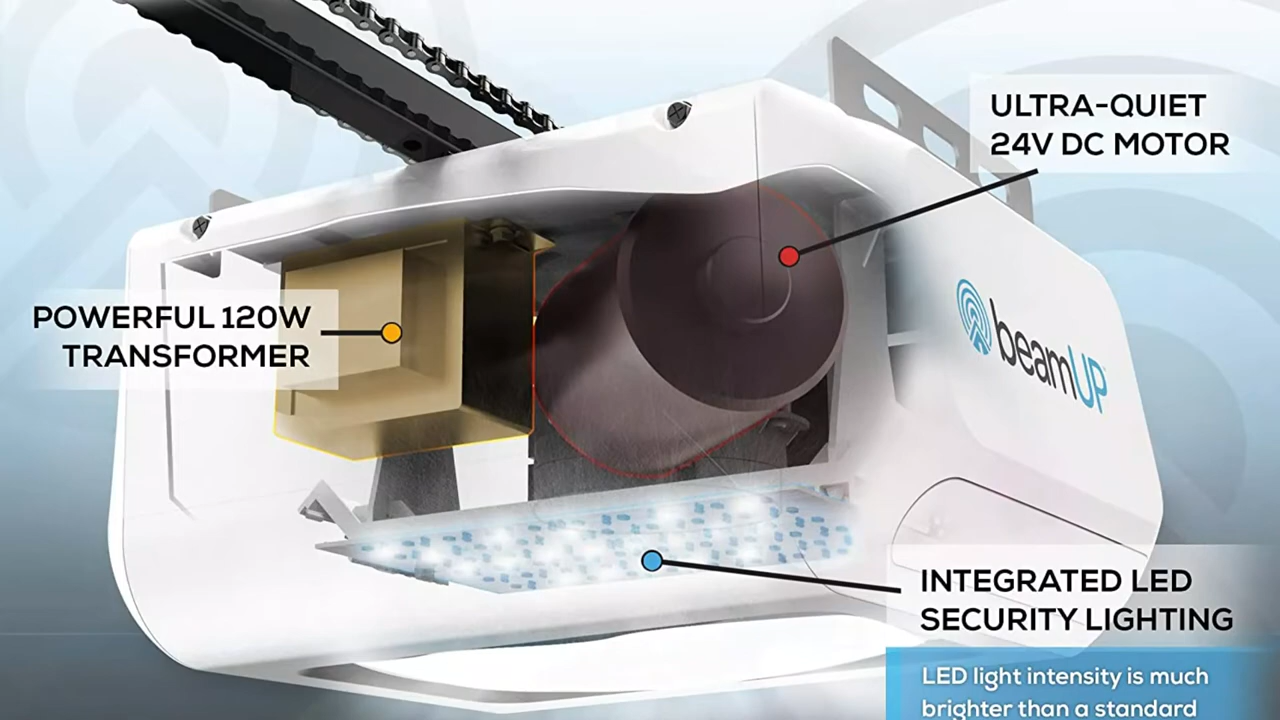 ULTRA-QUIET
24V DC MOTOR
POWERFUL 120W
TRANSFORMER
beamUP
INTEGRATED LED
SECURITY LIGHTING
LED light intensity is much
brighter than a standard